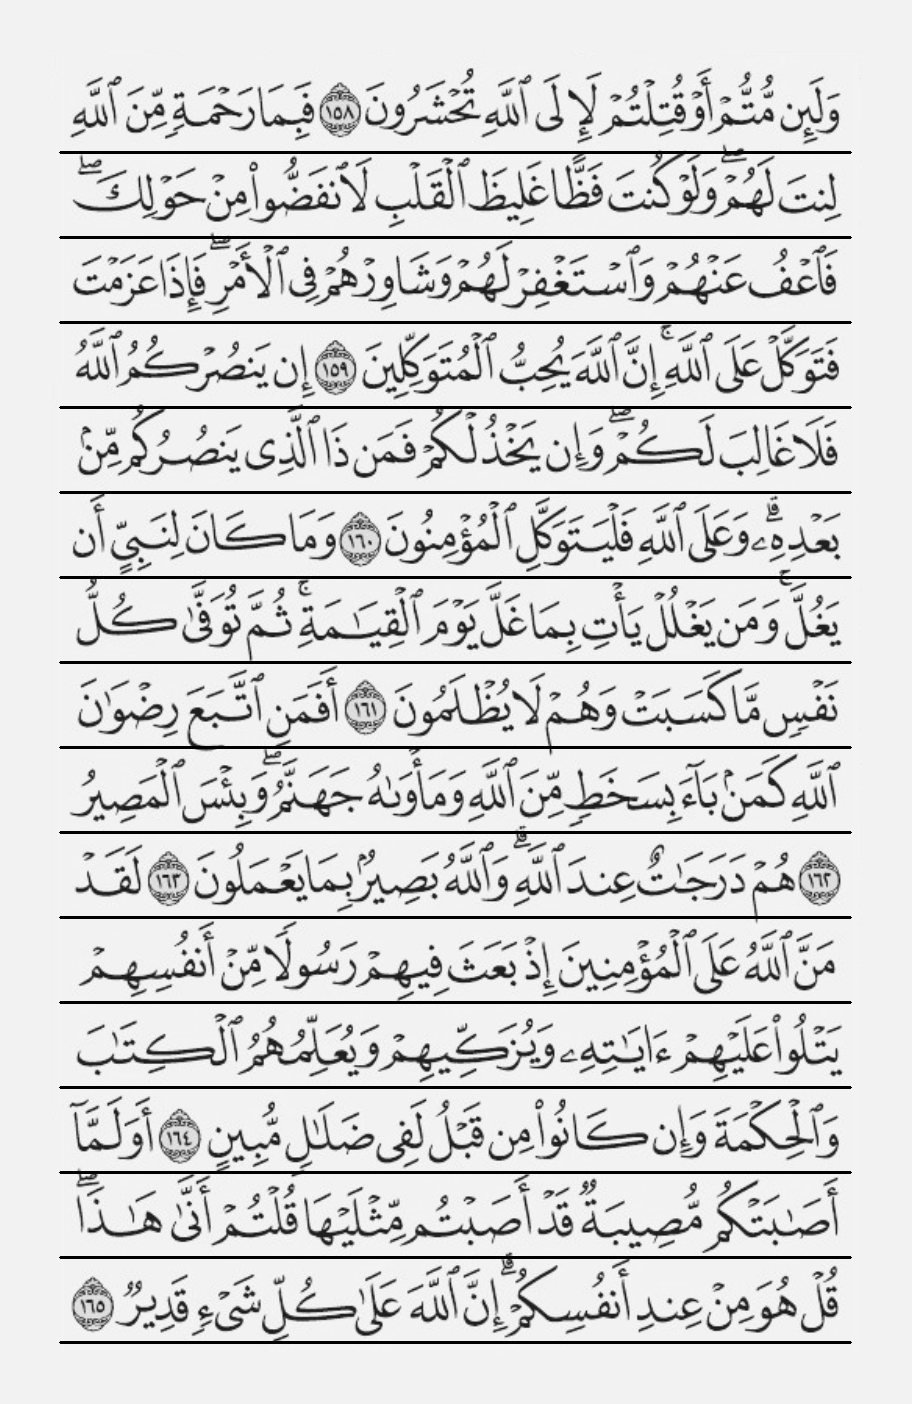 وَلَئِن مُّتُّمۡ أَوۡ قُتِلۡتُمۡ لَإِلَى ٱللَّهِ تُحۡشَرُونَ ١٥٨ فَبِمَا رَحۡمَةٖ مِّنَ ٱللَّهِ
لِنتَ لَهُمۡۖ وَلَوۡ كُنتَ فَظًّا غَلِيظَ ٱلۡقَلۡبِ لَٱنفَضُّواْ مِنۡ حَوۡلِكَۖ
فَٱعۡفُ عَنۡهُمۡ وَٱسۡتَغۡفِرۡ لَهُمۡ وَشَاوِرۡهُمۡ فِي ٱلۡأَمۡرِۖ فَإِذَا عَزَمۡتَ
فَتَوَكَّلۡ عَلَى ٱللَّهِۚ إِنَّ ٱللَّهَ يُحِبُّ ٱلۡمُتَوَكِّلِينَ ١٥٩ إِن يَنصُرۡكُمُ ٱللَّهُ
فَلَا غَالِبَ لَكُمۡۖ وَإِن يَخۡذُلۡكُمۡ فَمَن ذَا ٱلَّذِي يَنصُرُكُم مِّنۢ
بَعۡدِهِۦۗ وَعَلَى ٱللَّهِ فَلۡيَتَوَكَّلِ ٱلۡمُؤۡمِنُونَ ١٦٠ وَمَا كَانَ لِنَبِيٍّ أَن
يَغُلَّۚ وَمَن يَغۡلُلۡ يَأۡتِ بِمَا غَلَّ يَوۡمَ ٱلۡقِيَٰمَةِۚ ثُمَّ تُوَفَّىٰ كُلُّ
نَفۡسٖ مَّا كَسَبَتۡ وَهُمۡ لَا يُظۡلَمُونَ ١٦١ أَفَمَنِ ٱتَّبَعَ رِضۡوَٰنَ
ٱللَّهِ كَمَنۢ بَآءَ بِسَخَطٖ مِّنَ ٱللَّهِ وَمَأۡوَىٰهُ جَهَنَّمُۖ وَبِئۡسَ ٱلۡمَصِيرُ
١٦٢ هُمۡ دَرَجَٰتٌ عِندَ ٱللَّهِۗ وَٱللَّهُ بَصِيرُۢ بِمَا يَعۡمَلُونَ ١٦٣ لَقَدۡ
مَنَّ ٱللَّهُ عَلَى ٱلۡمُؤۡمِنِينَ إِذۡ بَعَثَ فِيهِمۡ رَسُولٗا مِّنۡ أَنفُسِهِمۡ
يَتۡلُواْ عَلَيۡهِمۡ ءَايَٰتِهِۦ وَيُزَكِّيهِمۡ وَيُعَلِّمُهُمُ ٱلۡكِتَٰبَ
وَٱلۡحِكۡمَةَ وَإِن كَانُواْ مِن قَبۡلُ لَفِي ضَلَٰلٖ مُّبِينٍ ١٦٤ أَوَلَمَّآ
أَصَٰبَتۡكُم مُّصِيبَةٞ قَدۡ أَصَبۡتُم مِّثۡلَيۡهَا قُلۡتُمۡ أَنَّىٰ هَٰذَاۖ
قُلۡ هُوَ مِنۡ عِندِ أَنفُسِكُمۡۗ إِنَّ ٱللَّهَ عَلَىٰ كُلِّ شَيۡءٖ قَدِيرٞ ١٦٥